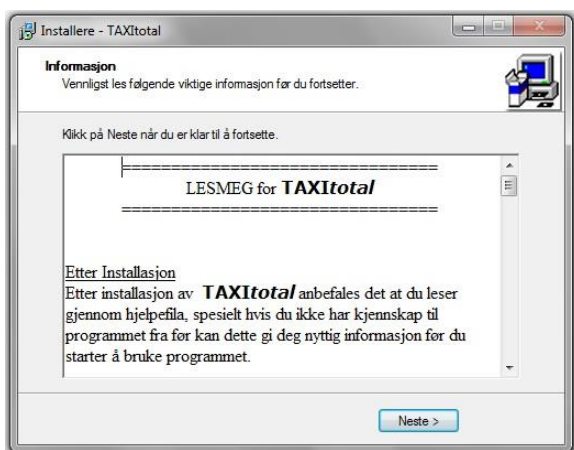 Installere - TAXItotal
Informasjon
Vennligst les følgende viktige informasjon før du fortsetter.
Klikk på Neste når du er klar til å fortsette.
==================================
LESMEG for TAXItotal
==================================
Etter Installasjon
Etter installasjon av TAXItotal anbefales det at du leser
gjennom hjelpefila, spesielt hvis du ikke har kjennskap til
programmet fra før kan dette gi deg nyttig informasjon før du
starter å bruke programmet.
Neste >